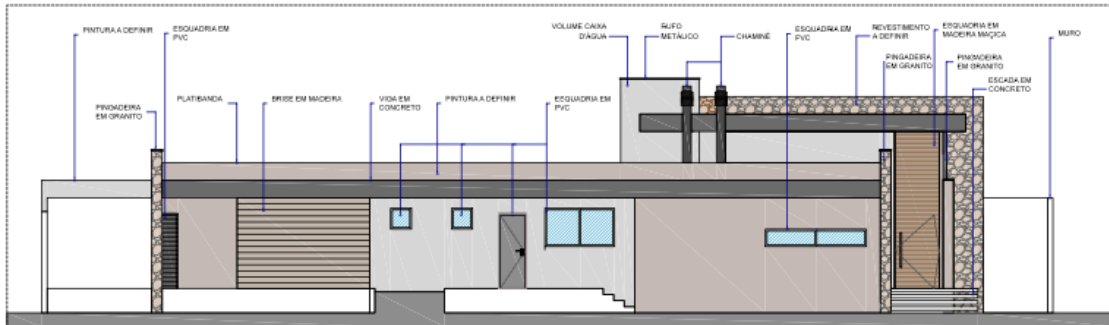 PINTURA A DEFINIR
ESQUADRIA EM
PVC
VOLUME CAIXA
D'ÁGUA
RUFO
METÁLICO
CHAMINÉ
ESQUADRIA EM
PVC
REVESTIMENTO
A DEFINIR
ESQUADRIA EM
MADEIRA MACIÇA
MURO
PINGADEIRA
EM GRANITO
PINGADEIRA
EM GRANITO
ESCADA EM
CONCRETO
PINGADEIRA
EM GRANITO
PLATIBANDA
BRISE EM MADEIRA
VIGA EM
CONCRETO
PINTURA A DEFINIR
ESQUADRIA EM
PVC